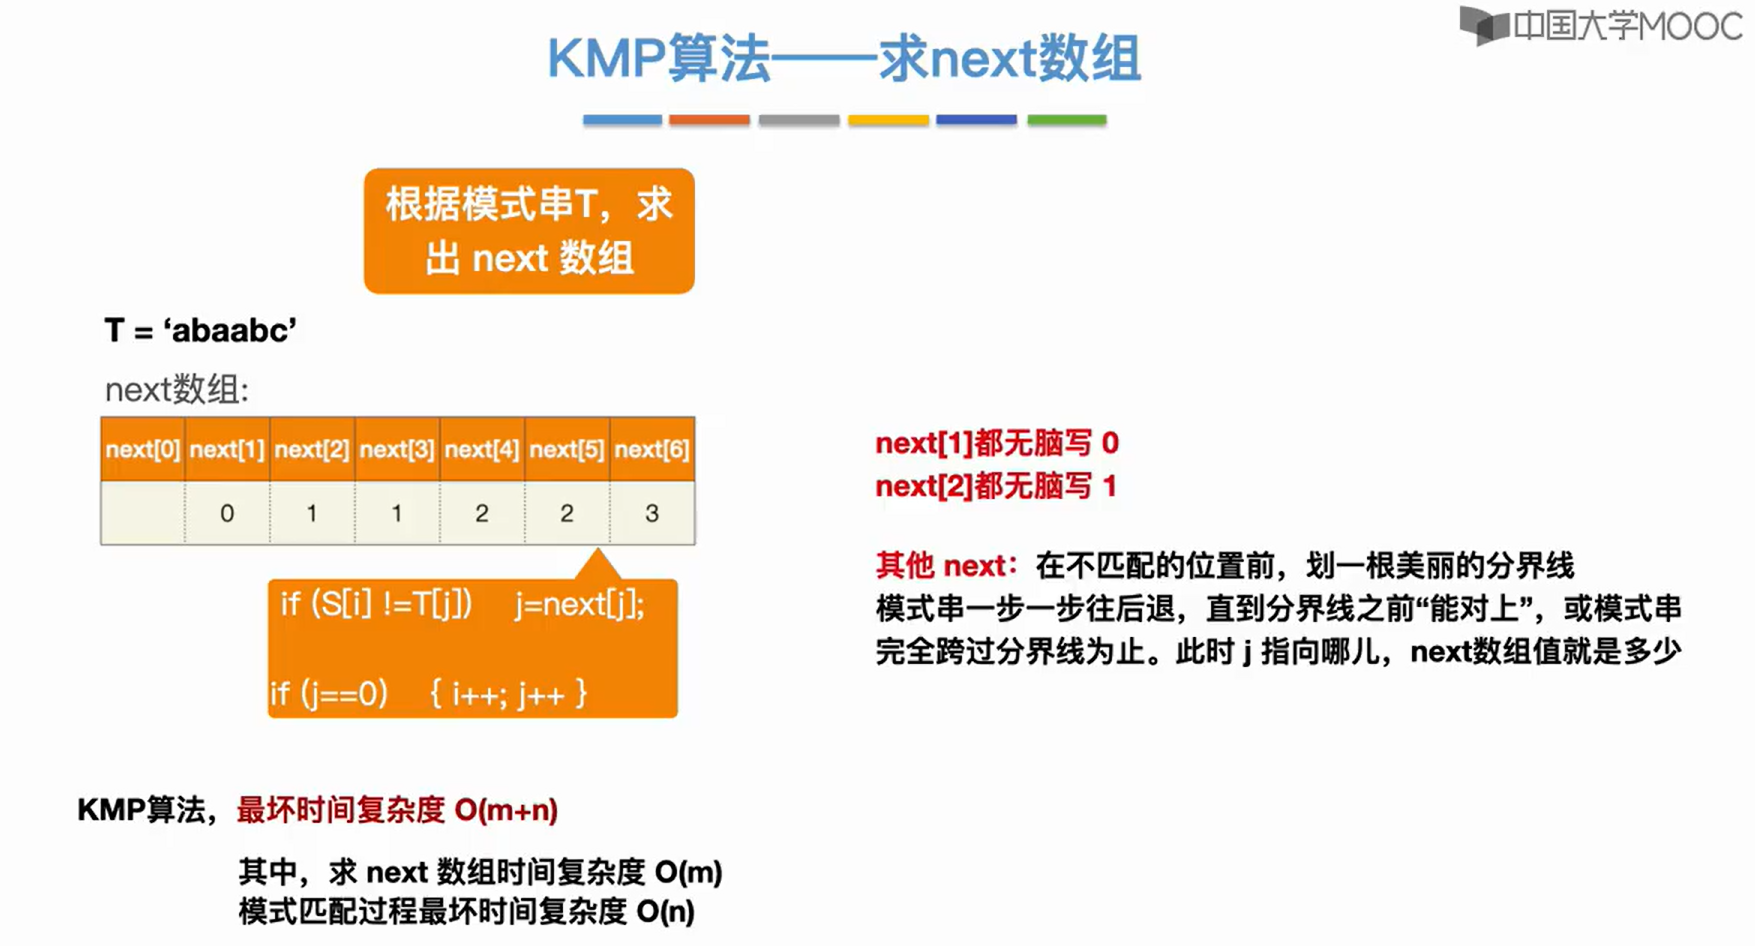 中国大学MOOC
KMP算法——求next数组
根据模式串T，求
出 next 数组
T = ‘abaabc’
next数组:
next[0] next[1] next[2] next[3] next[4] next[5] next[6]
0 1 1 2 2 3
if (S[i] !=T[j]) j=next[j];
if (j==0) { i++; j++ }
next[1]都无脑写 0
next[2]都无脑写 1
其他 next：在不匹配的位置前，划一根美丽的分界线
模式串一步一步往后退，直到分界线之前“能对上”，或模式串
完全跨过分界线为止。此时 j 指向哪儿，next数组值就是多少
KMP算法，最坏时间复杂度 O(m+n)
其中，求 next 数组时间复杂度 O(m)
模式匹配过程最坏时间复杂度 O(n)